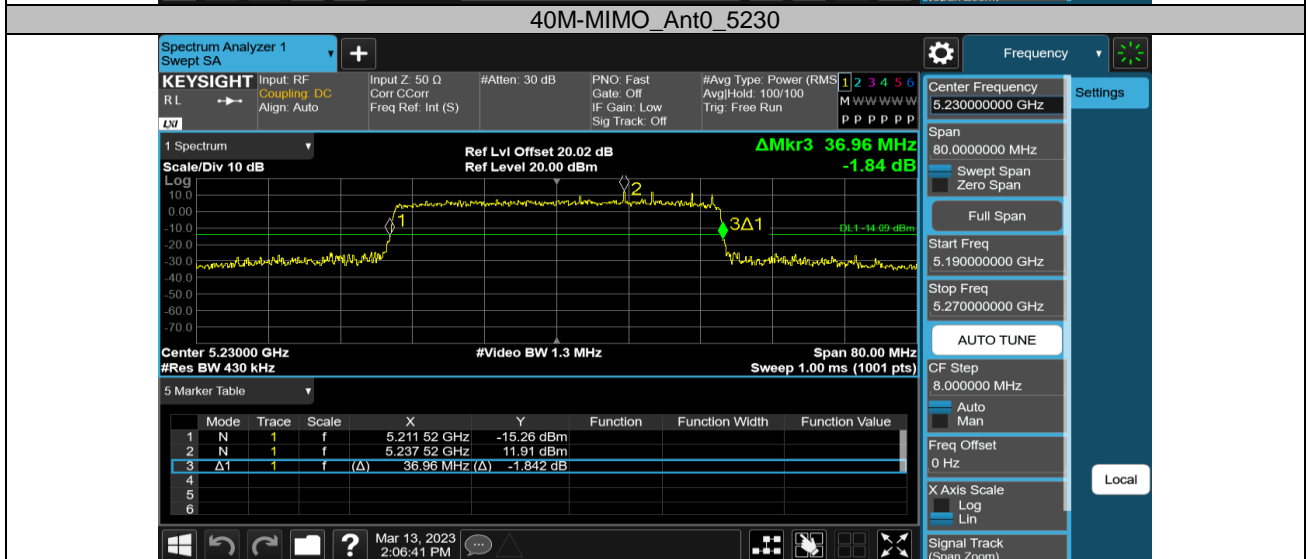 40M-MIMO_Ant0_5230
Spectrum Analyzer 1
Swept SA
Frequency
KEYSIGHT
R L
LXI
Input: RF
Coupling: DC
Align: Auto
Input Z: 50 Ω
Corr CCorr
Freq Ref: Int (S)
#Atten: 30 dB
PNO: Fast
Gate: Off
IF Gain: Low
Sig Track: Off
#Avg Type: Power (RMS
Avg|Hold: 100/100
Trig: Free Run
1 2 3 4 5 6
M W W W W W
P P P P P P
1 Spectrum
Scale/Div 10 dB
Ref Lvl Offset 20.02 dB
Ref Level 20.00 dBm
ΔMkr3 36.96 MHz
-1.84 dB
Log
10.0
0.00
-10.0
-20.0
-30.0
-40.0
-50.0
-60.0
-70.0
1
2
3Δ1
DL1 -14.09 dBm
Center 5.23000 GHz
#Video BW 1.3 MHz
Span 80.00 MHz
#Res BW 430 kHz
Sweep 1.00 ms (1001 pts)
5 Marker Table
Mode Trace Scale X Y Function Function Width Function Value
1 N 1 f 5.211 52 GHz -15.26 dBm
2 N 1 f 5.237 52 GHz 11.91 dBm
3 Δ1 1 f (Δ) 36.96 MHz (Δ) -1.842 dB
4
5
6
Mar 13, 2023
2:06:41 PM
Center Frequency
5.230000000 GHz
Settings
Span
80.0000000 MHz
Swept Span
Zero Span
Full Span
Start Freq
5.190000000 GHz
Stop Freq
5.270000000 GHz
AUTO TUNE
CF Step
8.000000 MHz
Auto
Man
Freq Offset
0 Hz
X Axis Scale
Log
Lin
Local
Signal Track
(Span Zoom)